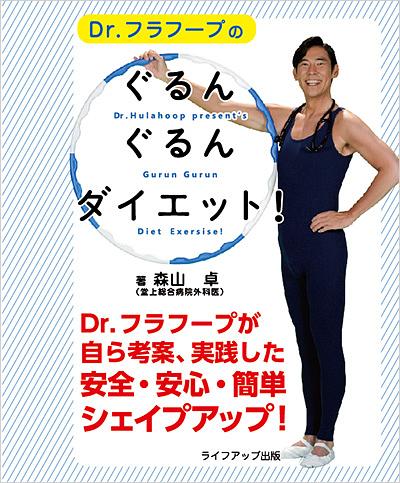 Dr.フラフープの
ぐるん
Dr.Hulahoop present's
ぐるん
Gurun Gurun
ダイエット!
Diet Exersise!
著 森山 卓
(堂上総合病院外科医)
Dr.フラフープが
自ら考案、実践した
安全・安心・簡単
シェイプアップ!
ライフアップ出版